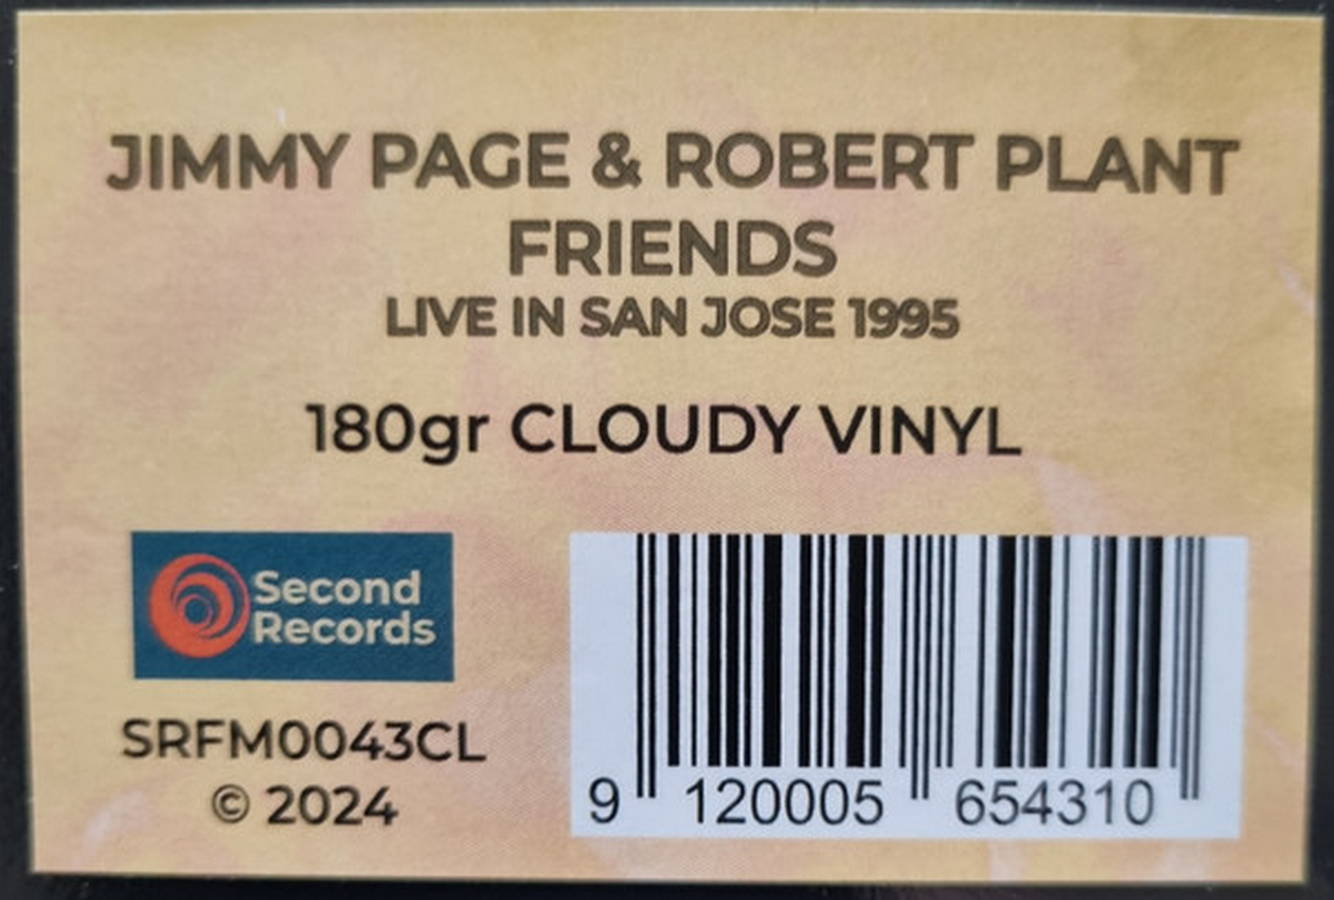 JIMMY PAGE & ROBERT PLANT
FRIENDS
LIVE IN SAN JOSE 1995
180gr CLOUDY VINYL
Second
Records
SRFM0043CL
© 2024
9 120005 654310